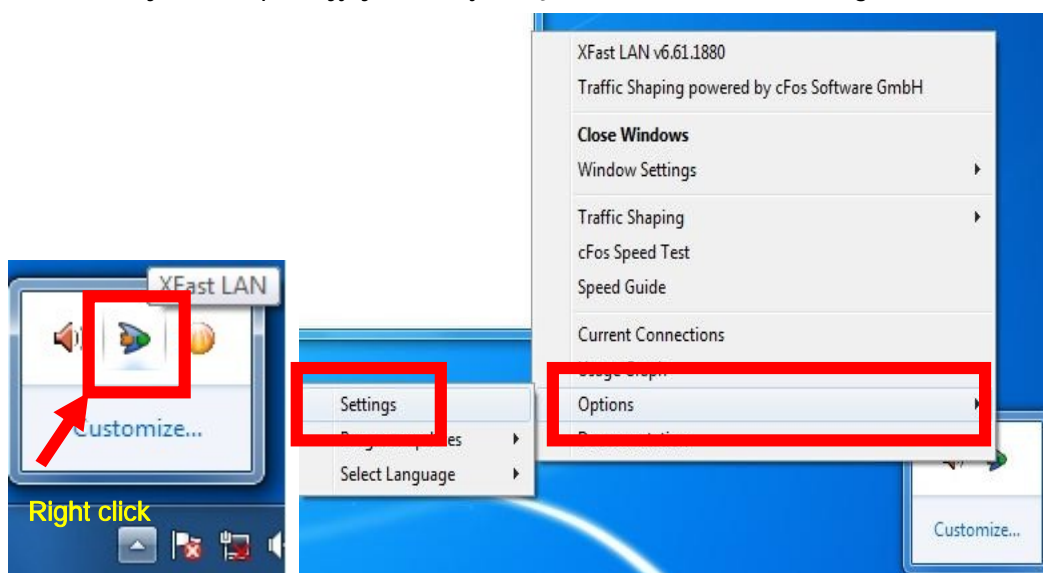 XFast LAN
Customize...
Right click
XFast LAN v6.61.1880
Traffic Shaping powered by cFos Software GmbH
Close Windows
Window Settings
Traffic Shaping
cFos Speed Test
Speed Guide
Current Connections
Options
Settings
Select Language
Customize...